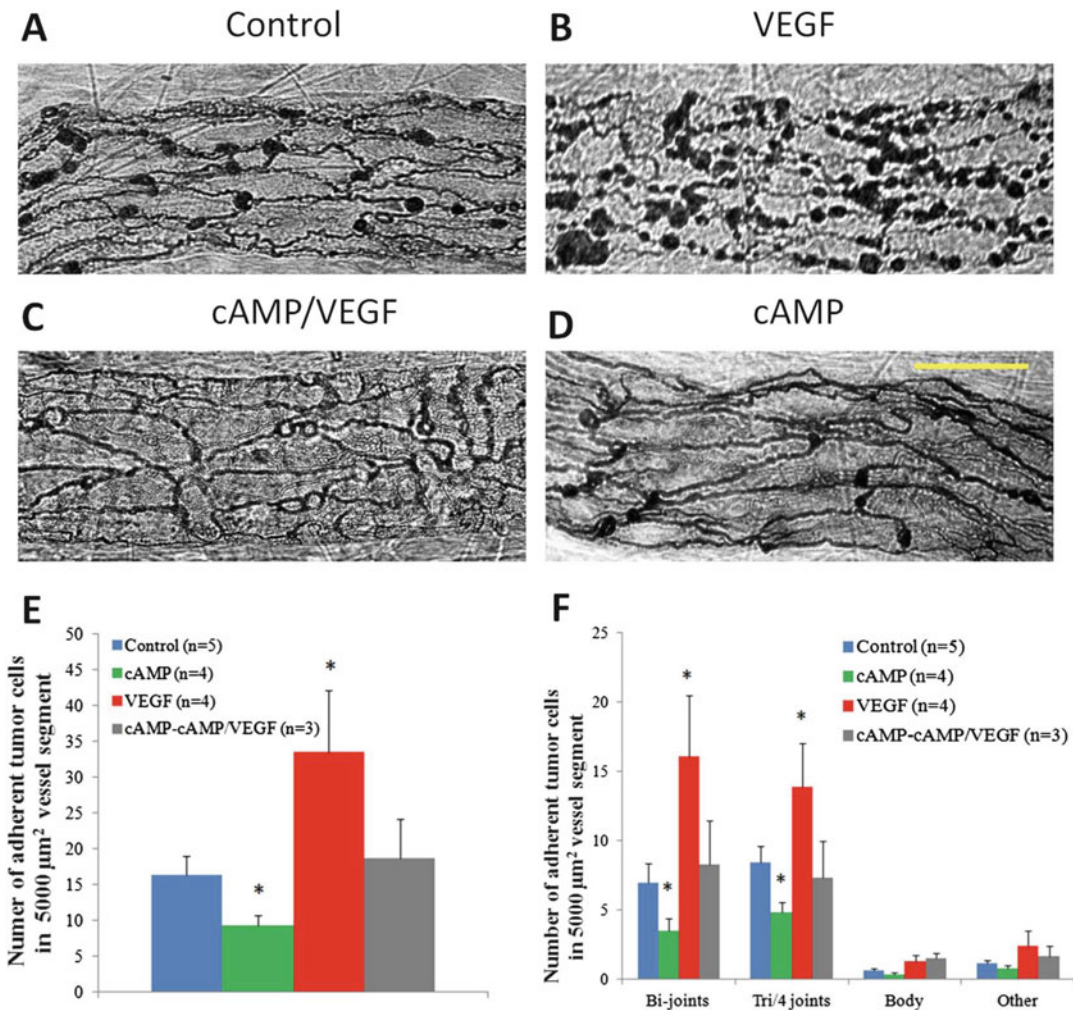 A Control
B VEGF
C cAMP/VEGF
D cAMP
E
Numer of adherent tumor cells
in 5000 μm² vessel segment
50
45
40
35
30
25
20
15
10
5
0
Control (n=5)
cAMP (n=4)
VEGF (n=4)
cAMP-cAMP/VEGF (n=3)
*
*
F
Number of adherent tumor cells
in 5000 μm² vessel segment
25
20
15
10
5
0
Control (n=5)
cAMP (n=4)
VEGF (n=4)
cAMP-cAMP/VEGF (n=3)
*
*
*
*
Bi-joints Tri/4 joints Body Other